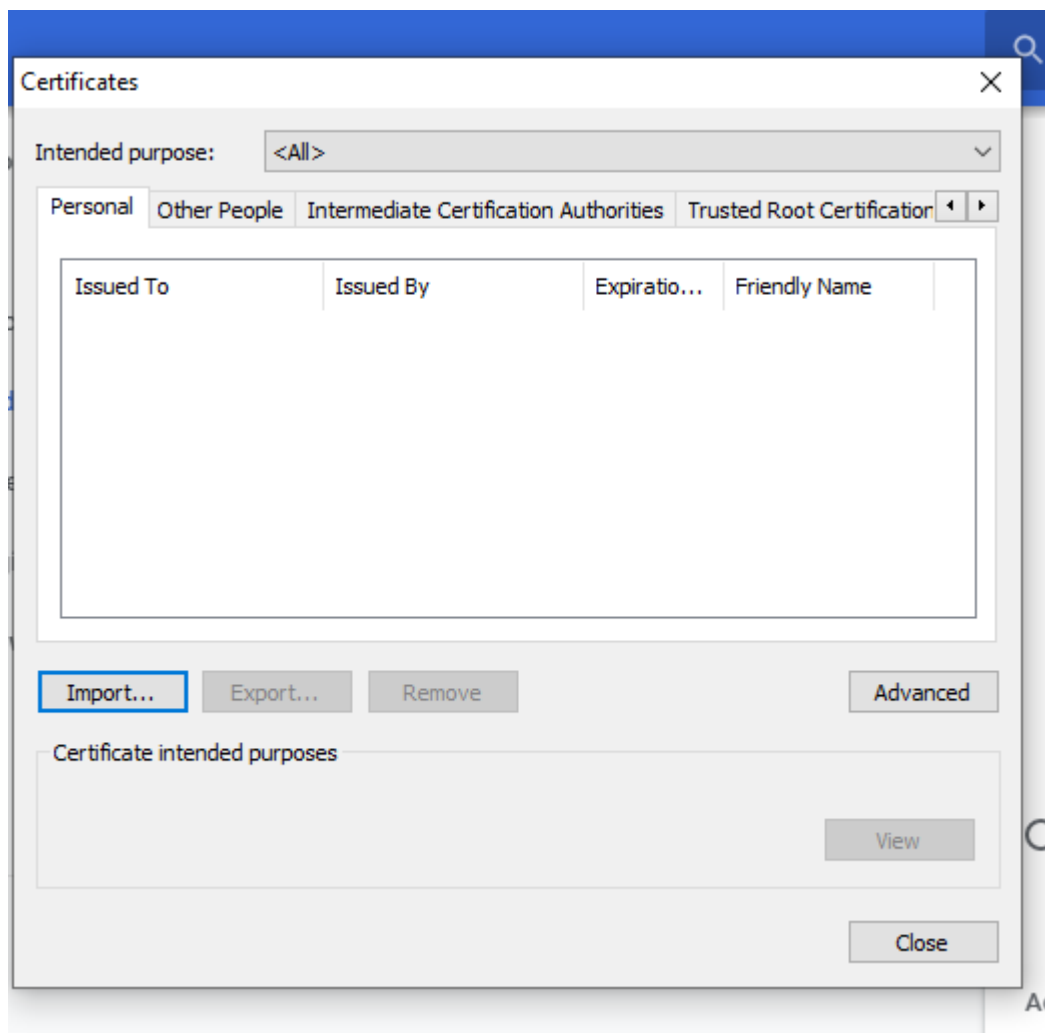 Certificates
Intended purpose: <All>
Personal Other People Intermediate Certification Authorities Trusted Root Certification
Issued To Issued By Expiratio... Friendly Name
Import... Export... Remove Advanced
Certificate intended purposes
View
Close